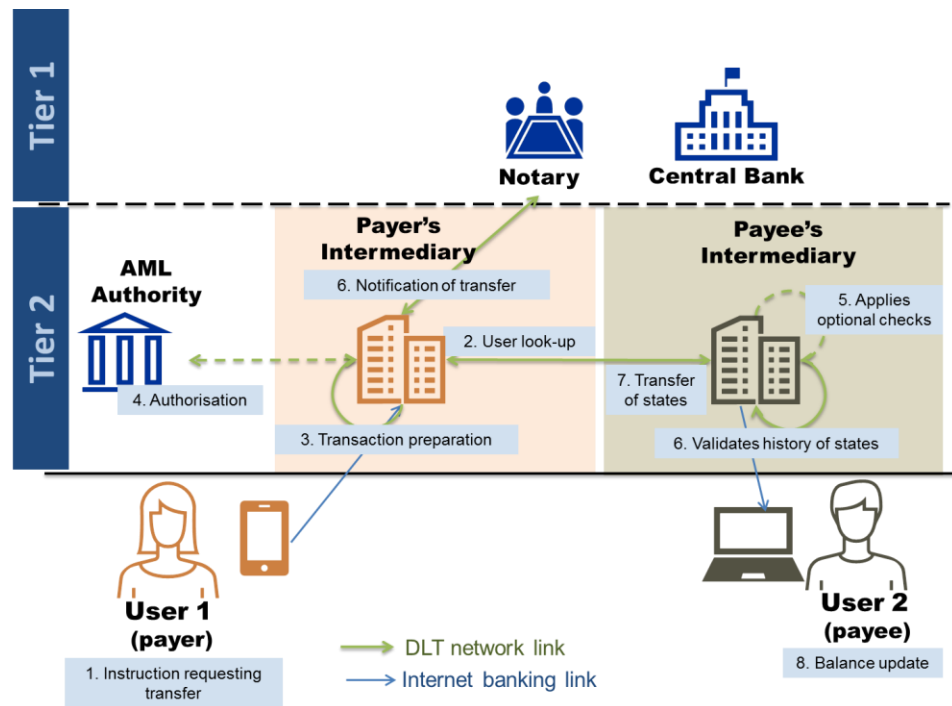 Tier 1
Notary
Central Bank
Tier 2
AML
Authority
Payer's
Intermediary
6. Notification of transfer
2. User look-up
4. Authorisation
3. Transaction preparation
Payee's
Intermediary
5. Applies
optional checks
7. Transfer
of states
6. Validates history of states
User 1
(payer)
1. Instruction requesting
transfer
DLT network link
Internet banking link
User 2
(payee)
8. Balance update